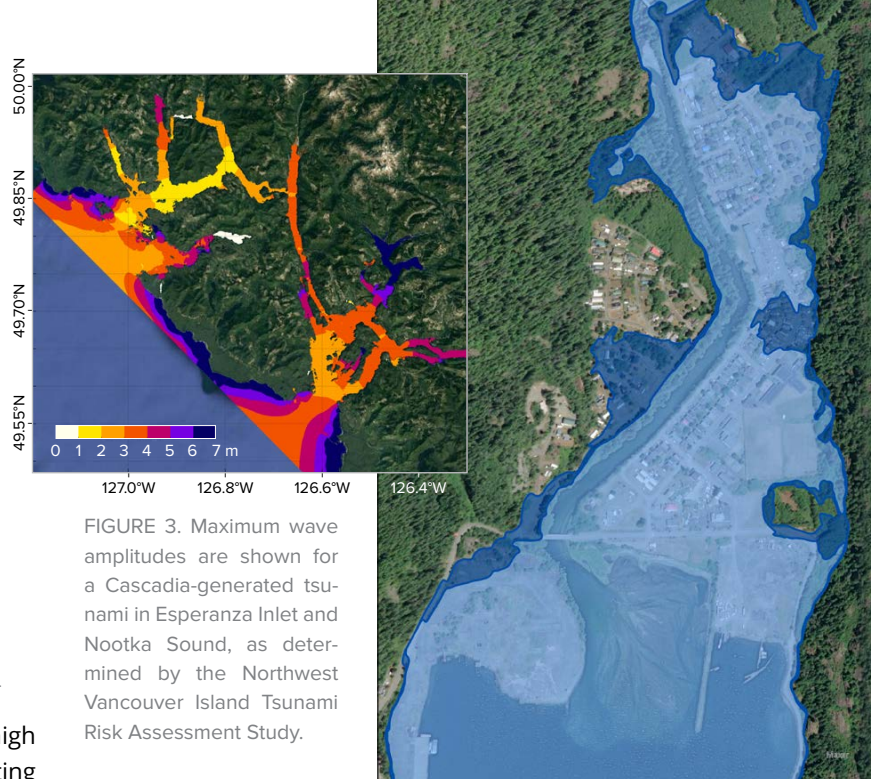 50.00°N
49.85°N
49.70°N
49.55°N
0 1 2 3 4 5 6 7 m
127.0°W 126.8°W 126.6°W 126.4°W
FIGURE 3. Maximum wave
amplitudes are shown for
a Cascadia-generated tsu-
nami in Esperanza Inlet and
Nootka Sound, as deter-
mined by the Northwest
Vancouver Island Tsunami
Risk Assessment Study.